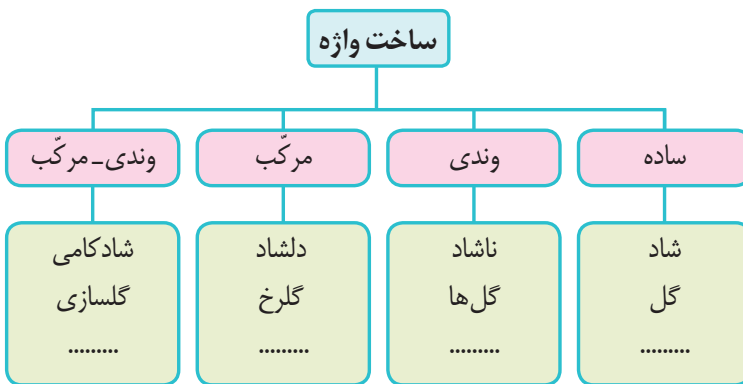 ساخت واژه
ساده
وندی
مرکّب
وندی ـ مرکّب
شاد
گل
.........
ناشاد
گل‌ها
.........
دلشاد
گلرخ
.........
شادکامی
گلسازی
.........